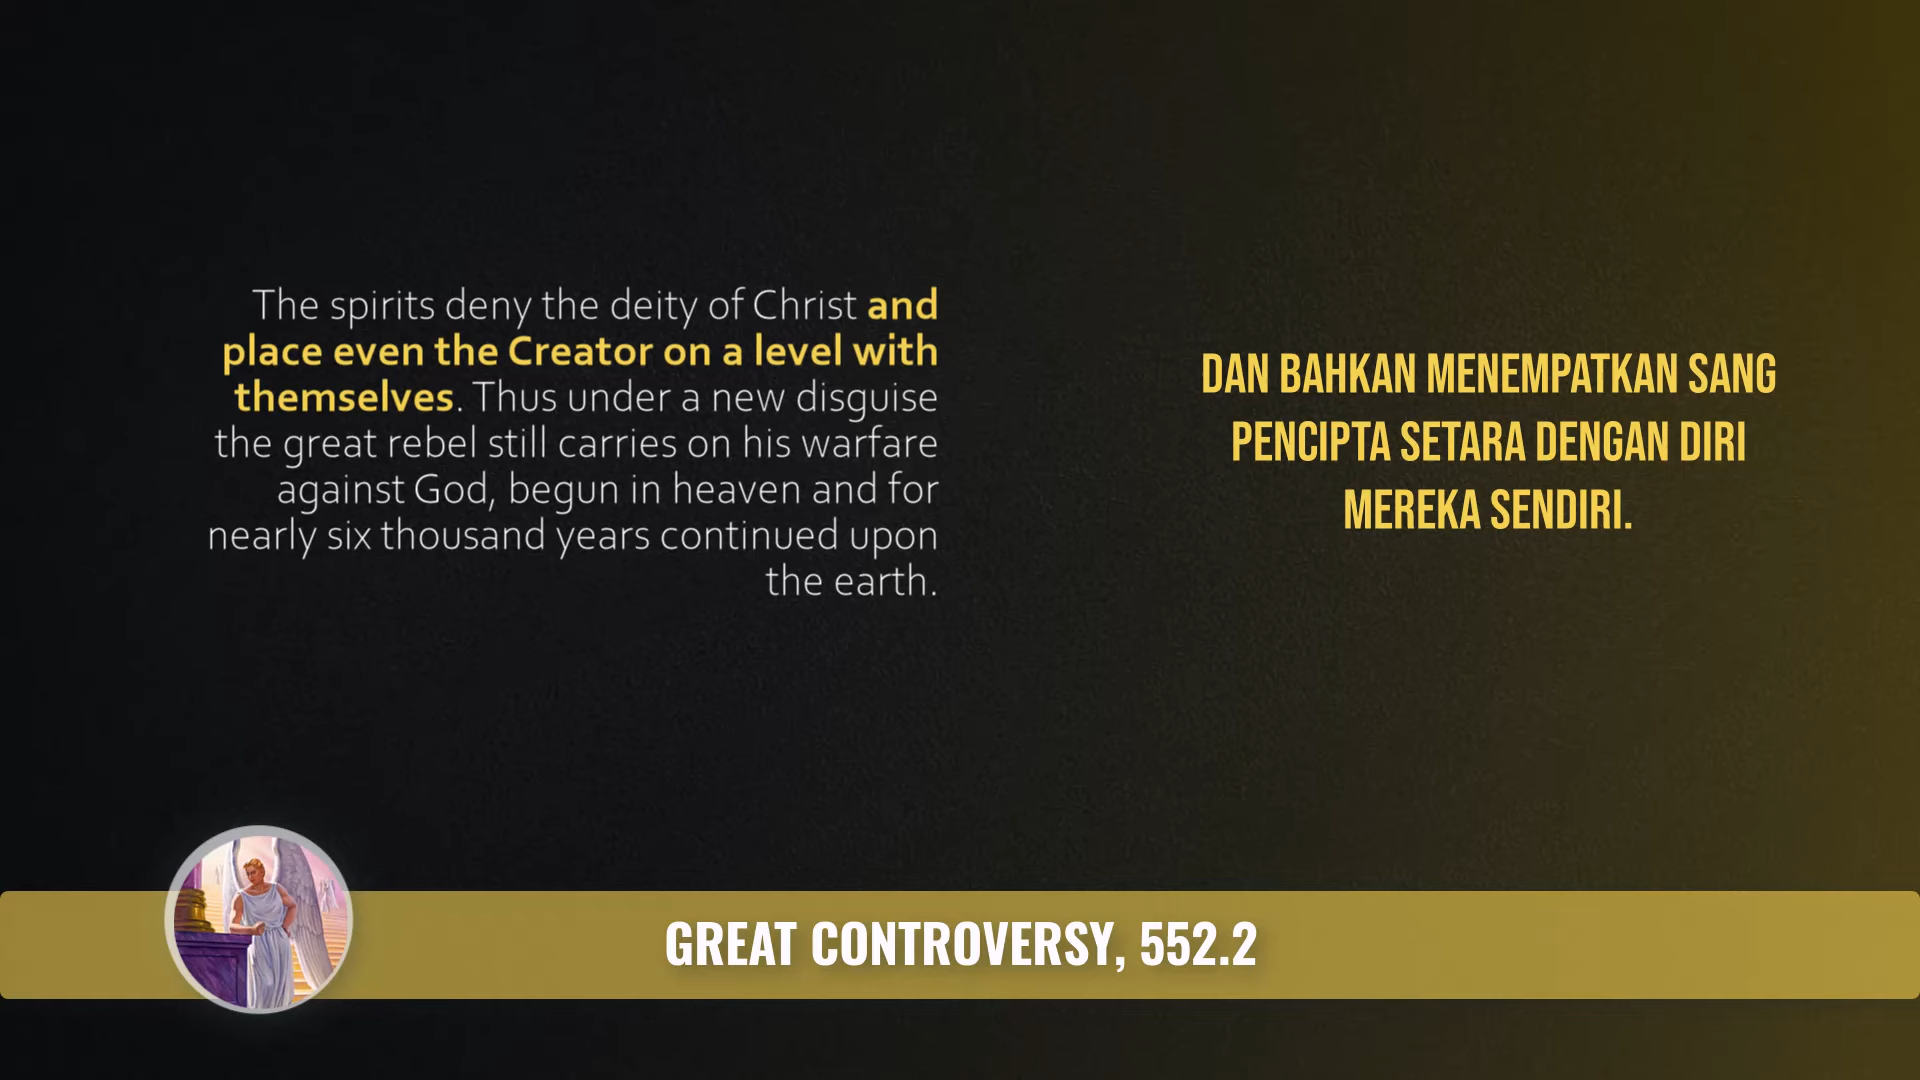 The spirits deny the deity of Christ and
place even the Creator on a level with
themselves. Thus under a new disguise
the great rebel still carries on his warfare
against God, begun in heaven and for
nearly six thousand years continued upon
the earth.
DAN BAHKAN MENEMPATKAN SANG
PENCIPTA SETARA DENGAN DIRI
MEREKA SENDIRI.
GREAT CONTROVERSY, 552.2